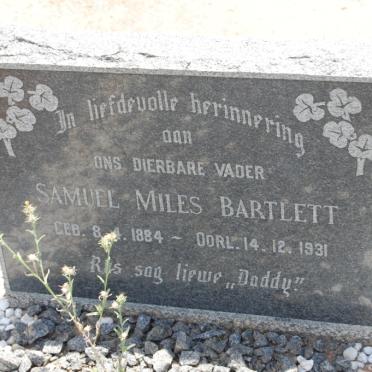 In liefdevolle herinnering
aan
ONS DIERBARE VADER
SAMUEL MILES BARTLETT
GEB. 8.4.1884 – OORL. 14.12.1931
Rus sag liewe „Daddy".